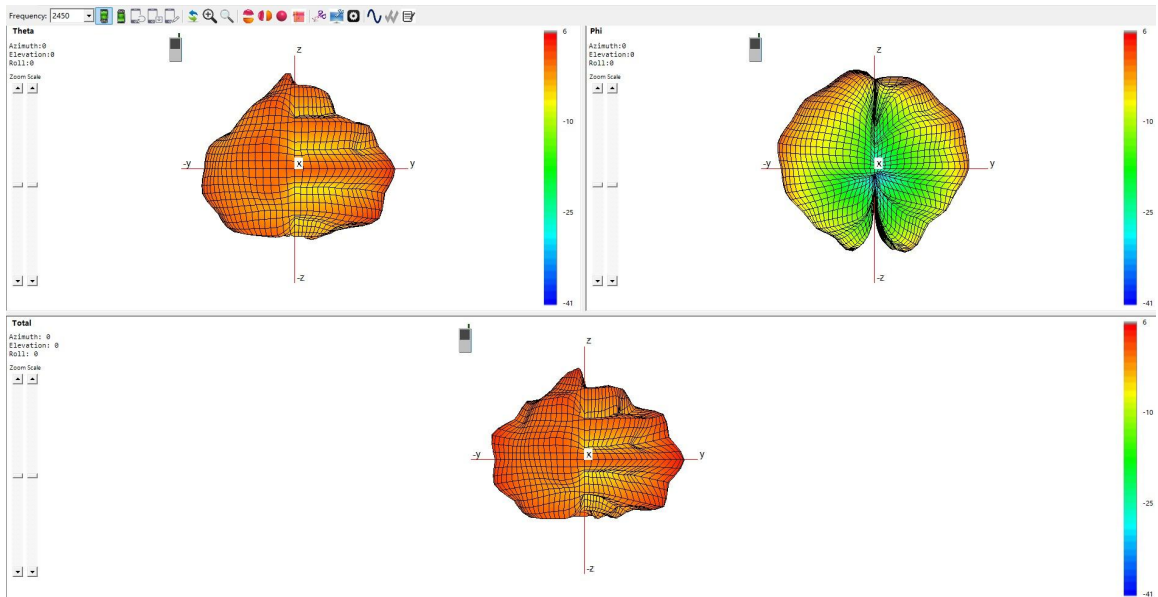 Frequency: 2450
Theta
Azimuth:0
Elevation:0
Roll:0
Zoom Scale
z
-y
x
y
-z
6
-10
-25
-41
Phi
Azimuth:0
Elevation:0
Roll:0
Zoom Scale
z
-y
x
y
-z
6
-10
-25
-41
Total
Azimuth: 0
Elevation: 0
Roll: 0
Zoom Scale
z
-y
x
y
-z
6
-10
-25
-41